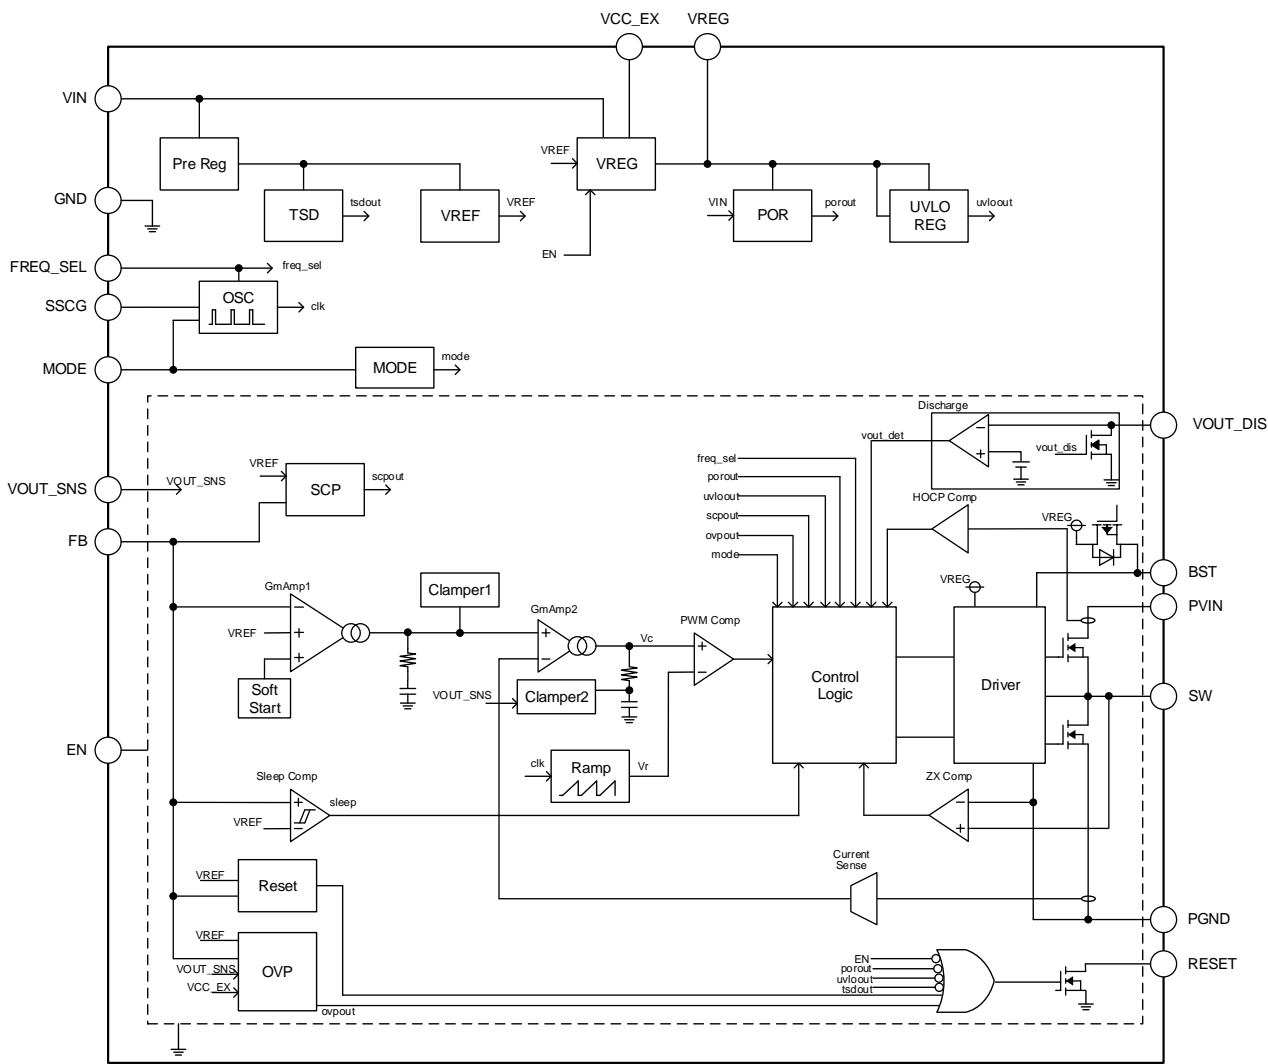 VCC_EX
VREG
VIN
Pre Reg
VREF
VREG
GND
TSD
tsdout
VREF
VREF
VIN
POR
porout
UVLO
REG
uvloout
EN
FREQ_SEL
freq_sel
SSCG
OSC
clk
MODE
MODE
mode
Discharge
VOUT_DIS
vout_det
vout_dis
VOUT_SNS
VOUT_SNS
VREF
SCP
scpout
freq_sel
porout
uvloout
scpout
ovpout
mode
HOCP Comp
VREG
FB
BST
GmAmp1
Clamper1
GmAmp2
VREG
PVIN
VREF
Vc
PWM Comp
Soft
Start
VOUT_SNS
Clamper2
Control
Logic
Driver
SW
EN
clk
Ramp
Vr
ZX Comp
Sleep Comp
sleep
VREF
Current
Sense
VREF
Reset
PGND
VREF
VOUT_SNS
VCC_EX
OVP
ovpout
EN
porout
uvloout
tsdout
RESET